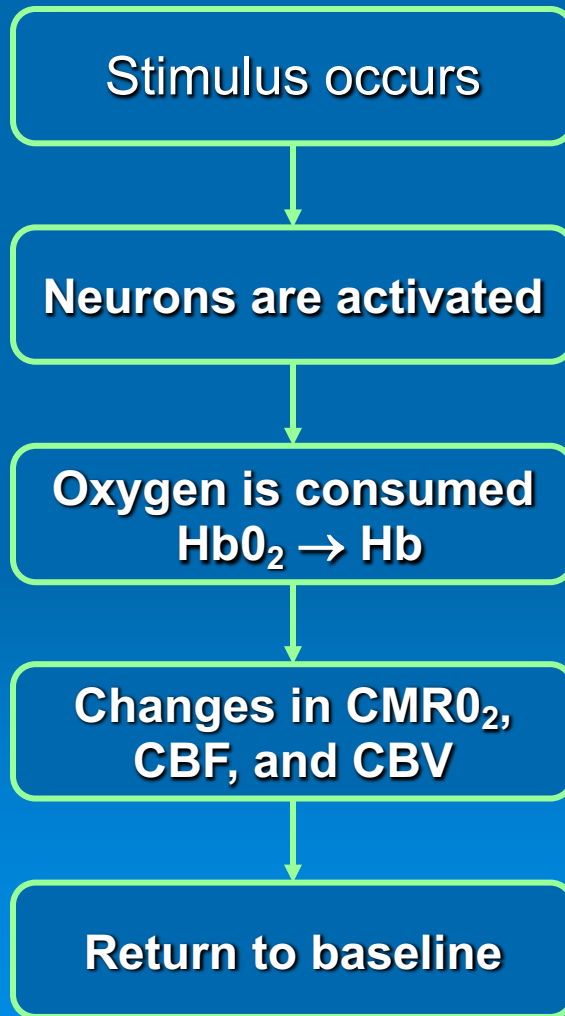 Stimulus occurs
Neurons are activated
Oxygen is consumed
Hb0₂ → Hb
Changes in CMR0₂,
CBF, and CBV
Return to baseline